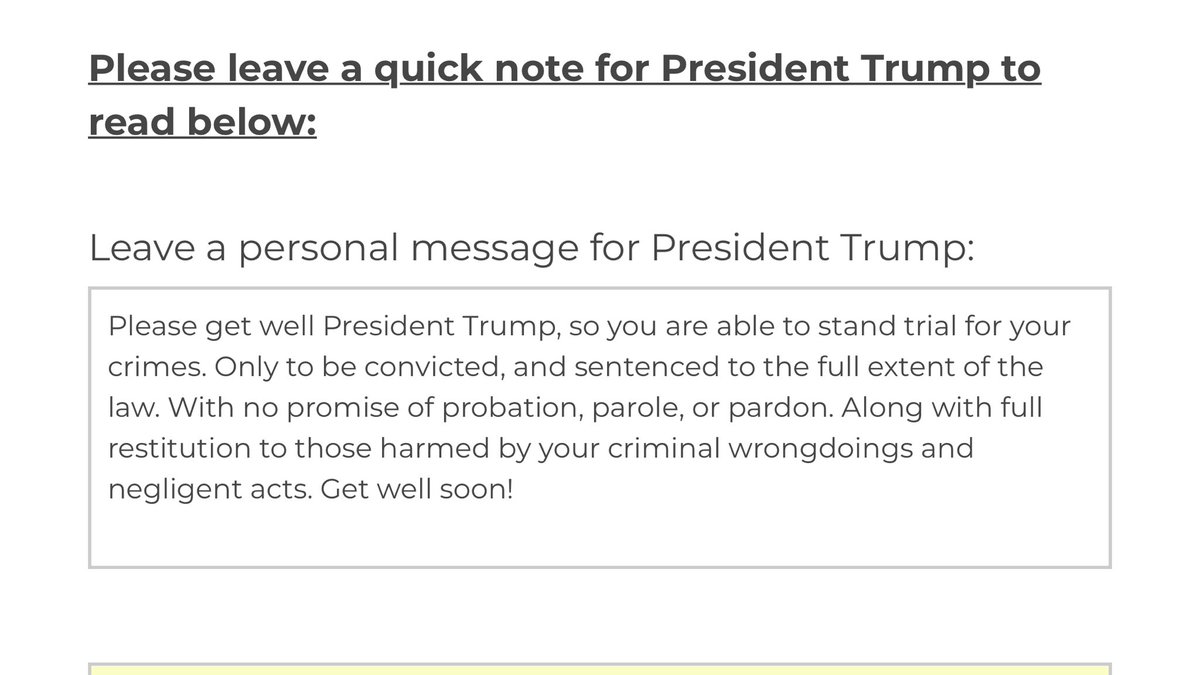 Please leave a quick note for President Trump to
read below:
Leave a personal message for President Trump:
Please get well President Trump, so you are able to stand trial for your
crimes. Only to be convicted, and sentenced to the full extent of the
law. With no promise of probation, parole, or pardon. Along with full
restitution to those harmed by your criminal wrongdoings and
negligent acts. Get well soon!